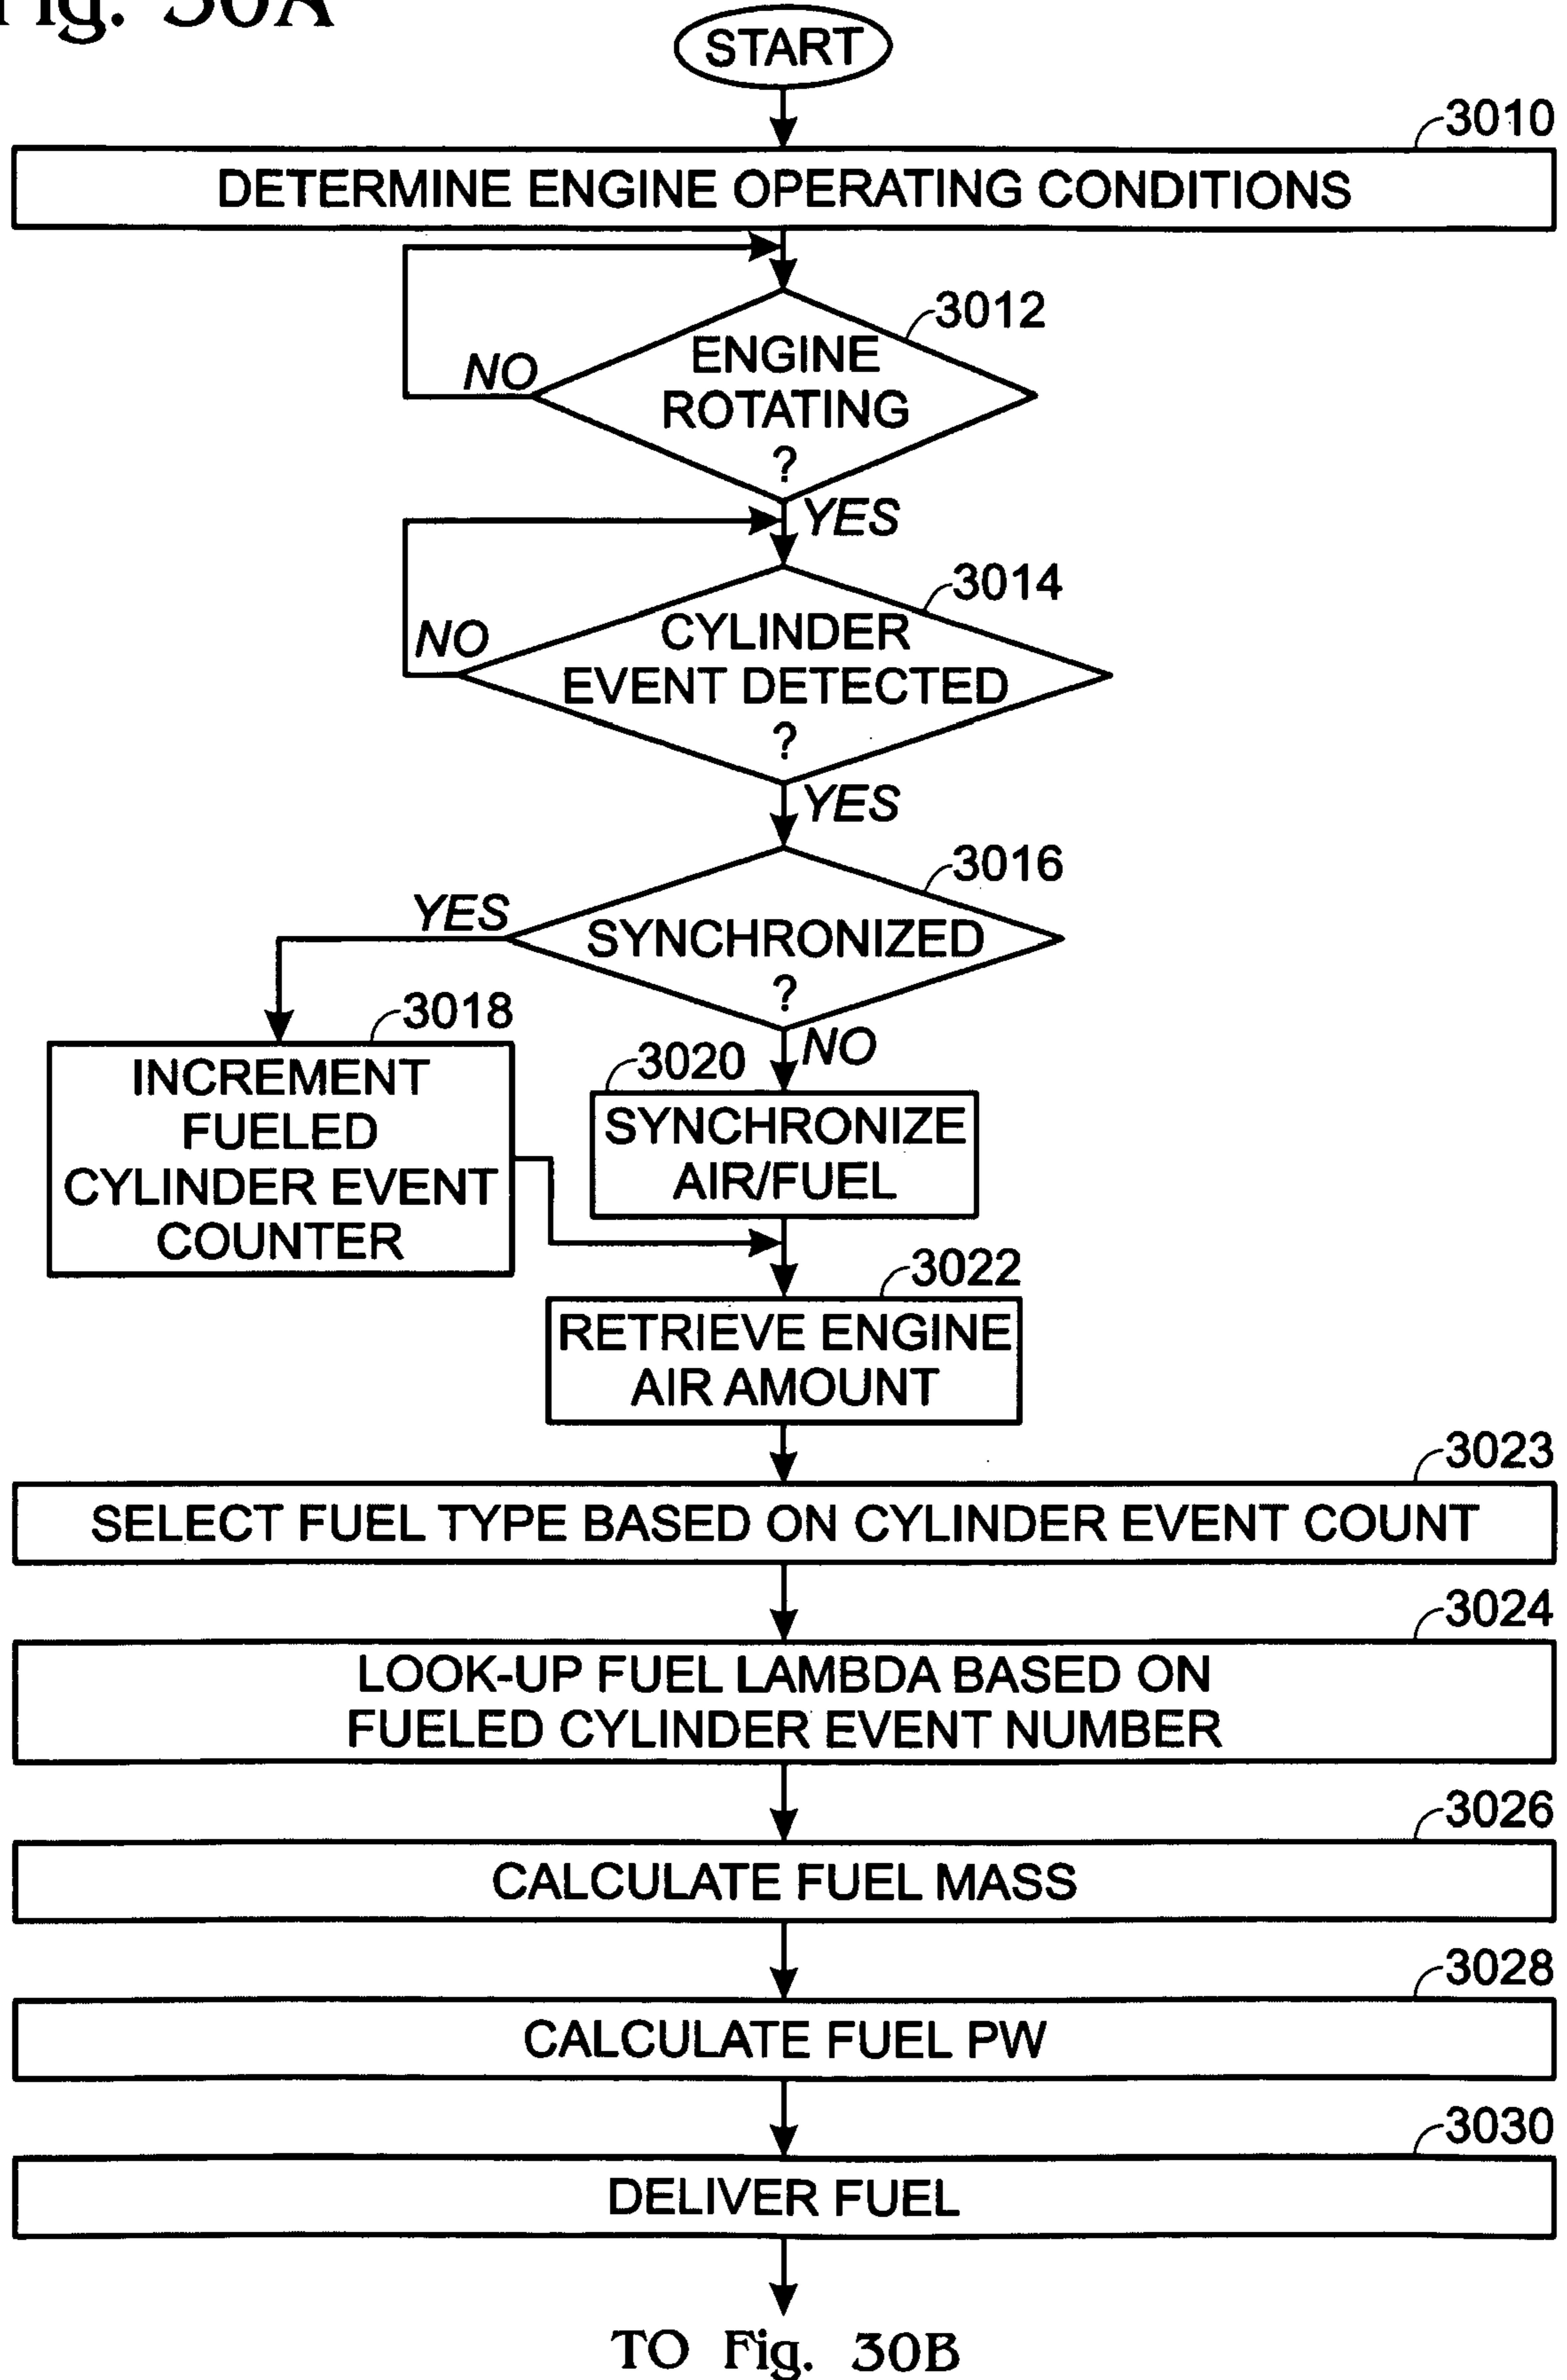 Fig. 30A
START
3010
DETERMINE ENGINE OPERATING CONDITIONS
3012
ENGINE
ROTATING
?
NO
YES
3014
CYLINDER
EVENT DETECTED
?
NO
YES
3016
SYNCHRONIZED
?
YES
NO
3018
INCREMENT
FUELED
CYLINDER EVENT
COUNTER
3020
SYNCHRONIZE
AIR/FUEL
3022
RETRIEVE ENGINE
AIR AMOUNT
3023
SELECT FUEL TYPE BASED ON CYLINDER EVENT COUNT
3024
LOOK-UP FUEL LAMBDA BASED ON
FUELED CYLINDER EVENT NUMBER
3026
CALCULATE FUEL MASS
3028
CALCULATE FUEL PW
3030
DELIVER FUEL
TO Fig. 30B